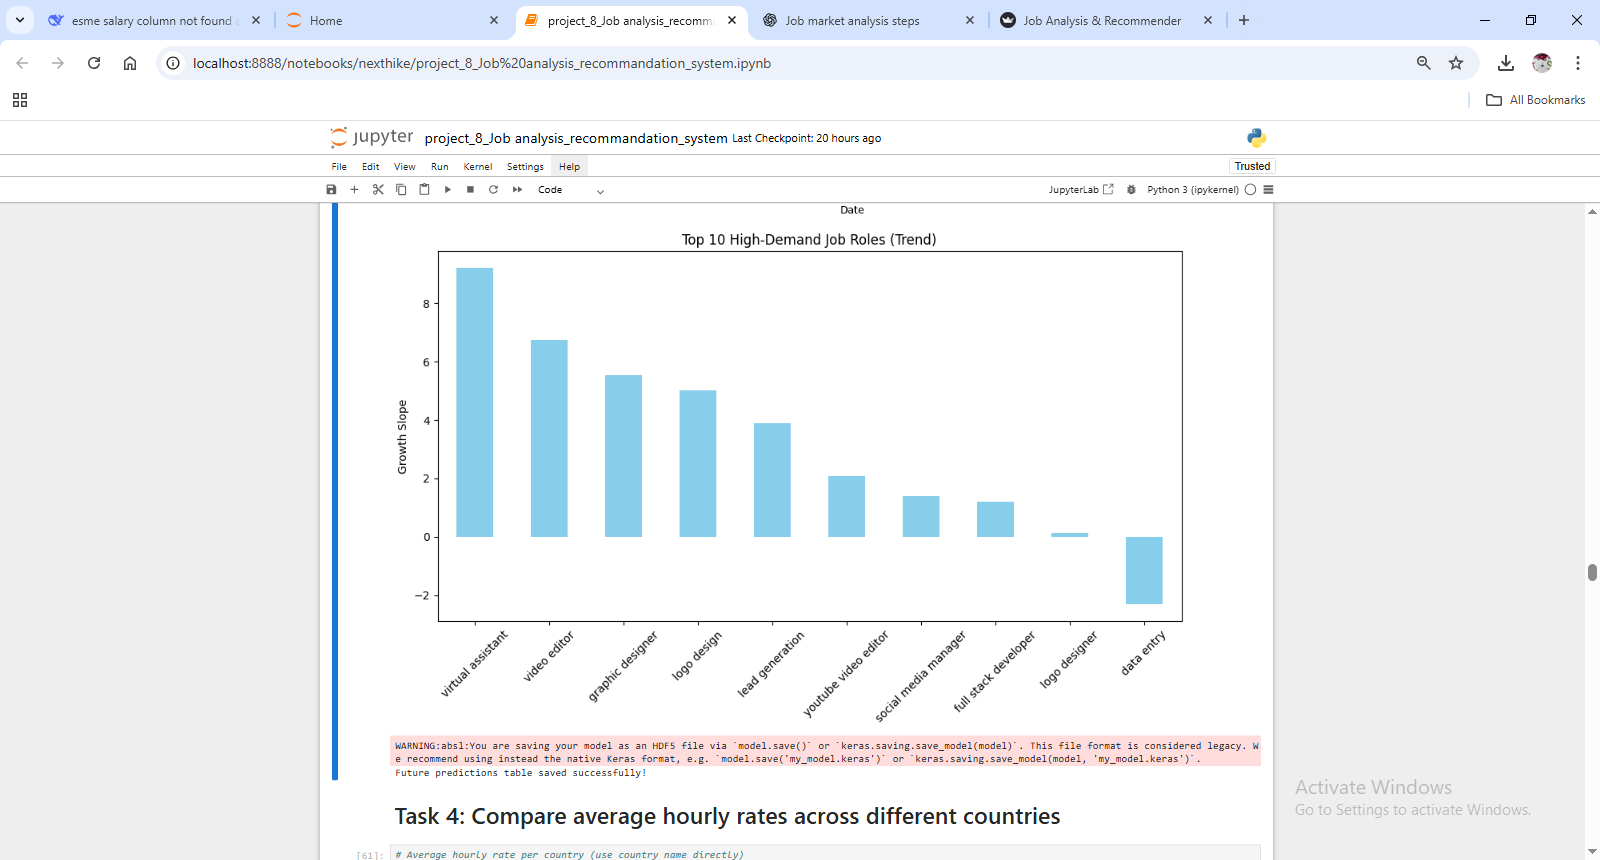 esme salary column not found a
Home
project_8_Job analysis_recomm
Job market analysis steps
Job Analysis & Recommender
localhost:8888/notebooks/nexthike/project_8_Job%20analysis_recommandation_system.ipynb
All Bookmarks
jupyter project_8_Job analysis_recommandation_system Last Checkpoint: 20 hours ago
File Edit View Run Kernel Settings Help Trusted
Code JupyterLab Python 3 (ipykernel)
Date
Top 10 High-Demand Job Roles (Trend)
Growth Slope
8
6
4
2
0
−2
virtual assistant
video editor
graphic designer
logo design
lead generation
youtube video editor
social media manager
full stack developer
logo designer
data entry
WARNING:absl:You are saving your model as an HDF5 file via `model.save()` or `keras.saving.save_model(model)`. This file format is considered legacy. W
e recommend using instead the native Keras format, e.g. `model.save('my_model.keras')` or `keras.saving.save_model(model, 'my_model.keras')`.
Future predictions table saved successfully!
Activate Windows
Go to Settings to activate Windows.
Task 4: Compare average hourly rates across different countries
[61]: # Average hourly rate per country (use country name directly)